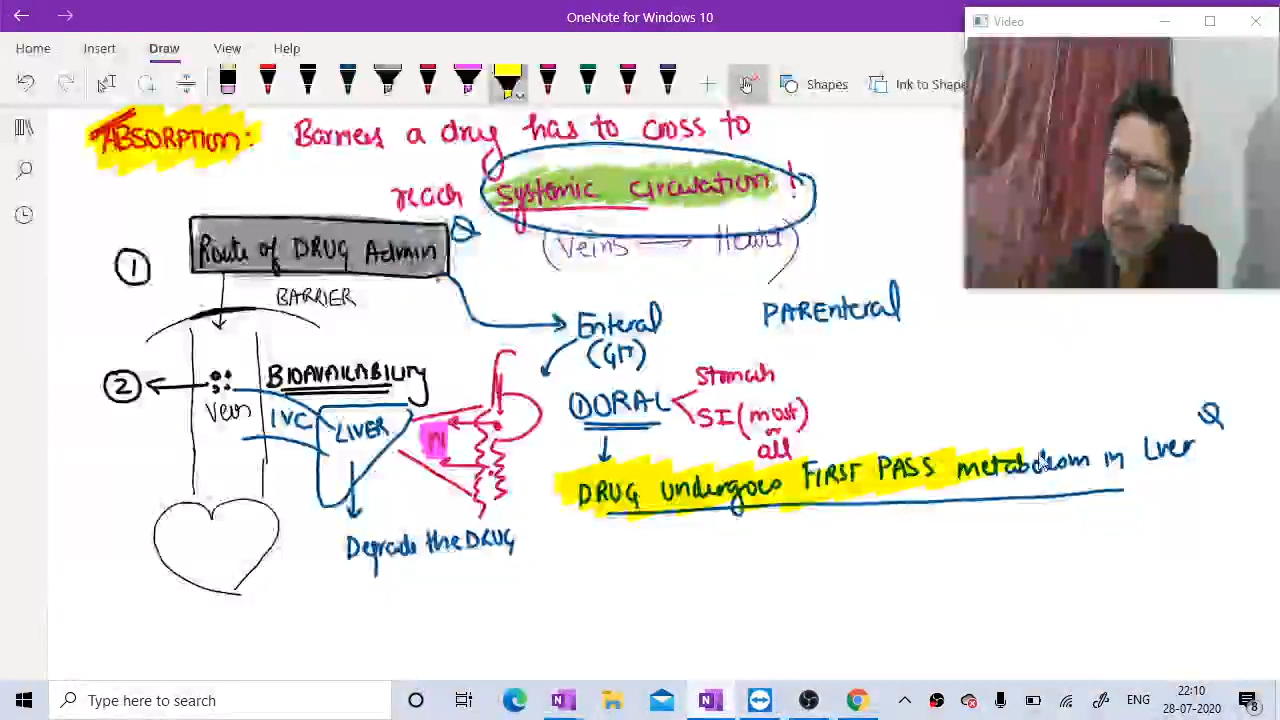 OneNote for Windows 10
Video
Home Insert Draw View Help
Shapes
Ink to Shape
ABSORPTION: Barriers a drug has to cross to
reach systemic circulation !
(Veins → Heart)
① Route of DRUG Admin
BARRIER
PAREnteral
Enteral
(GIT)
② BIOAVAILABILITY
Vein
IVC
LIVER
① ORAL
Stomach
SI (most
or
all
DRUG undergoes FIRST PASS metabolism in Liver
Degrade the DRUG
Type here to search
ENG
22:10
28-07-2020
8